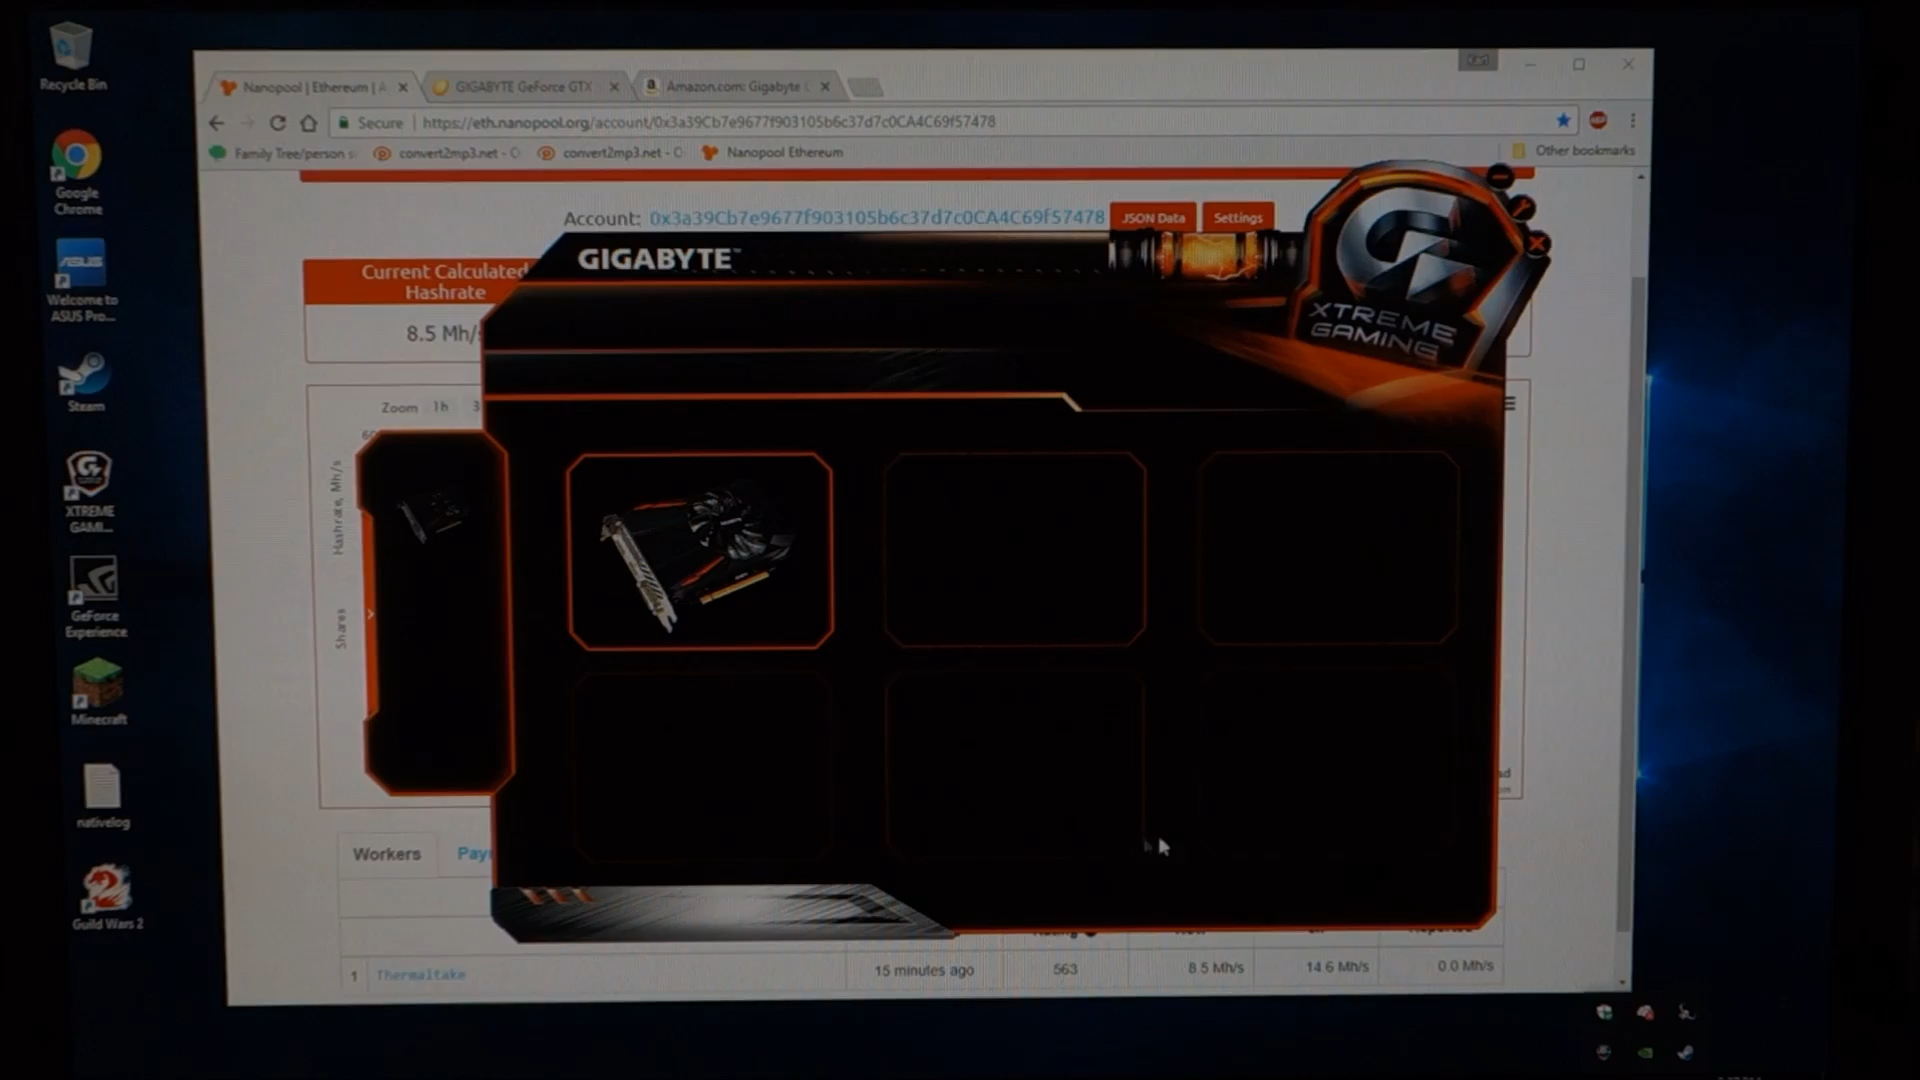 Recycle Bin
Google
Chrome
Welcome to
ASUS Pro...
Steam
XTREME
GAMI...
GeForce
Experience
Minecraft
nativelog
Guild Wars 2
Nanopool | Ethereum | A
GIGABYTE GeForce GTX
Amazon.com: Gigabyte
Secure
https://eth.nanopool.org/account/0x3a39Cb7e9677f903105b6c37d7c0CA4C69f57478
Family Tree/person
convert2mp3.net -
convert2mp3.net -
Nanopool Ethereum
Other bookmarks
Account: 0x3a39Cb7e9677f903105b6c37d7c0CA4C69f57478
JSON Data
Settings
GIGABYTE™
XTREME
GAMING
Current Calculated
Hashrate
8.5 Mh/
Zoom 1h 3
Hashrate, Mh/s
Shares
Workers
1 Thermaltake 15 minutes ago 563 8.5 Mh/s 14.6 Mh/s 0.0 Mh/s